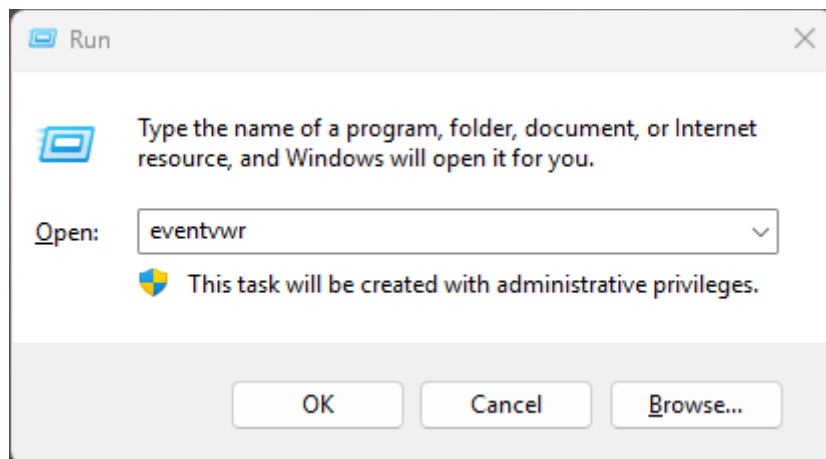 Run
Type the name of a program, folder, document, or Internet
resource, and Windows will open it for you.
Open: eventvwr
This task will be created with administrative privileges.
OK Cancel Browse...